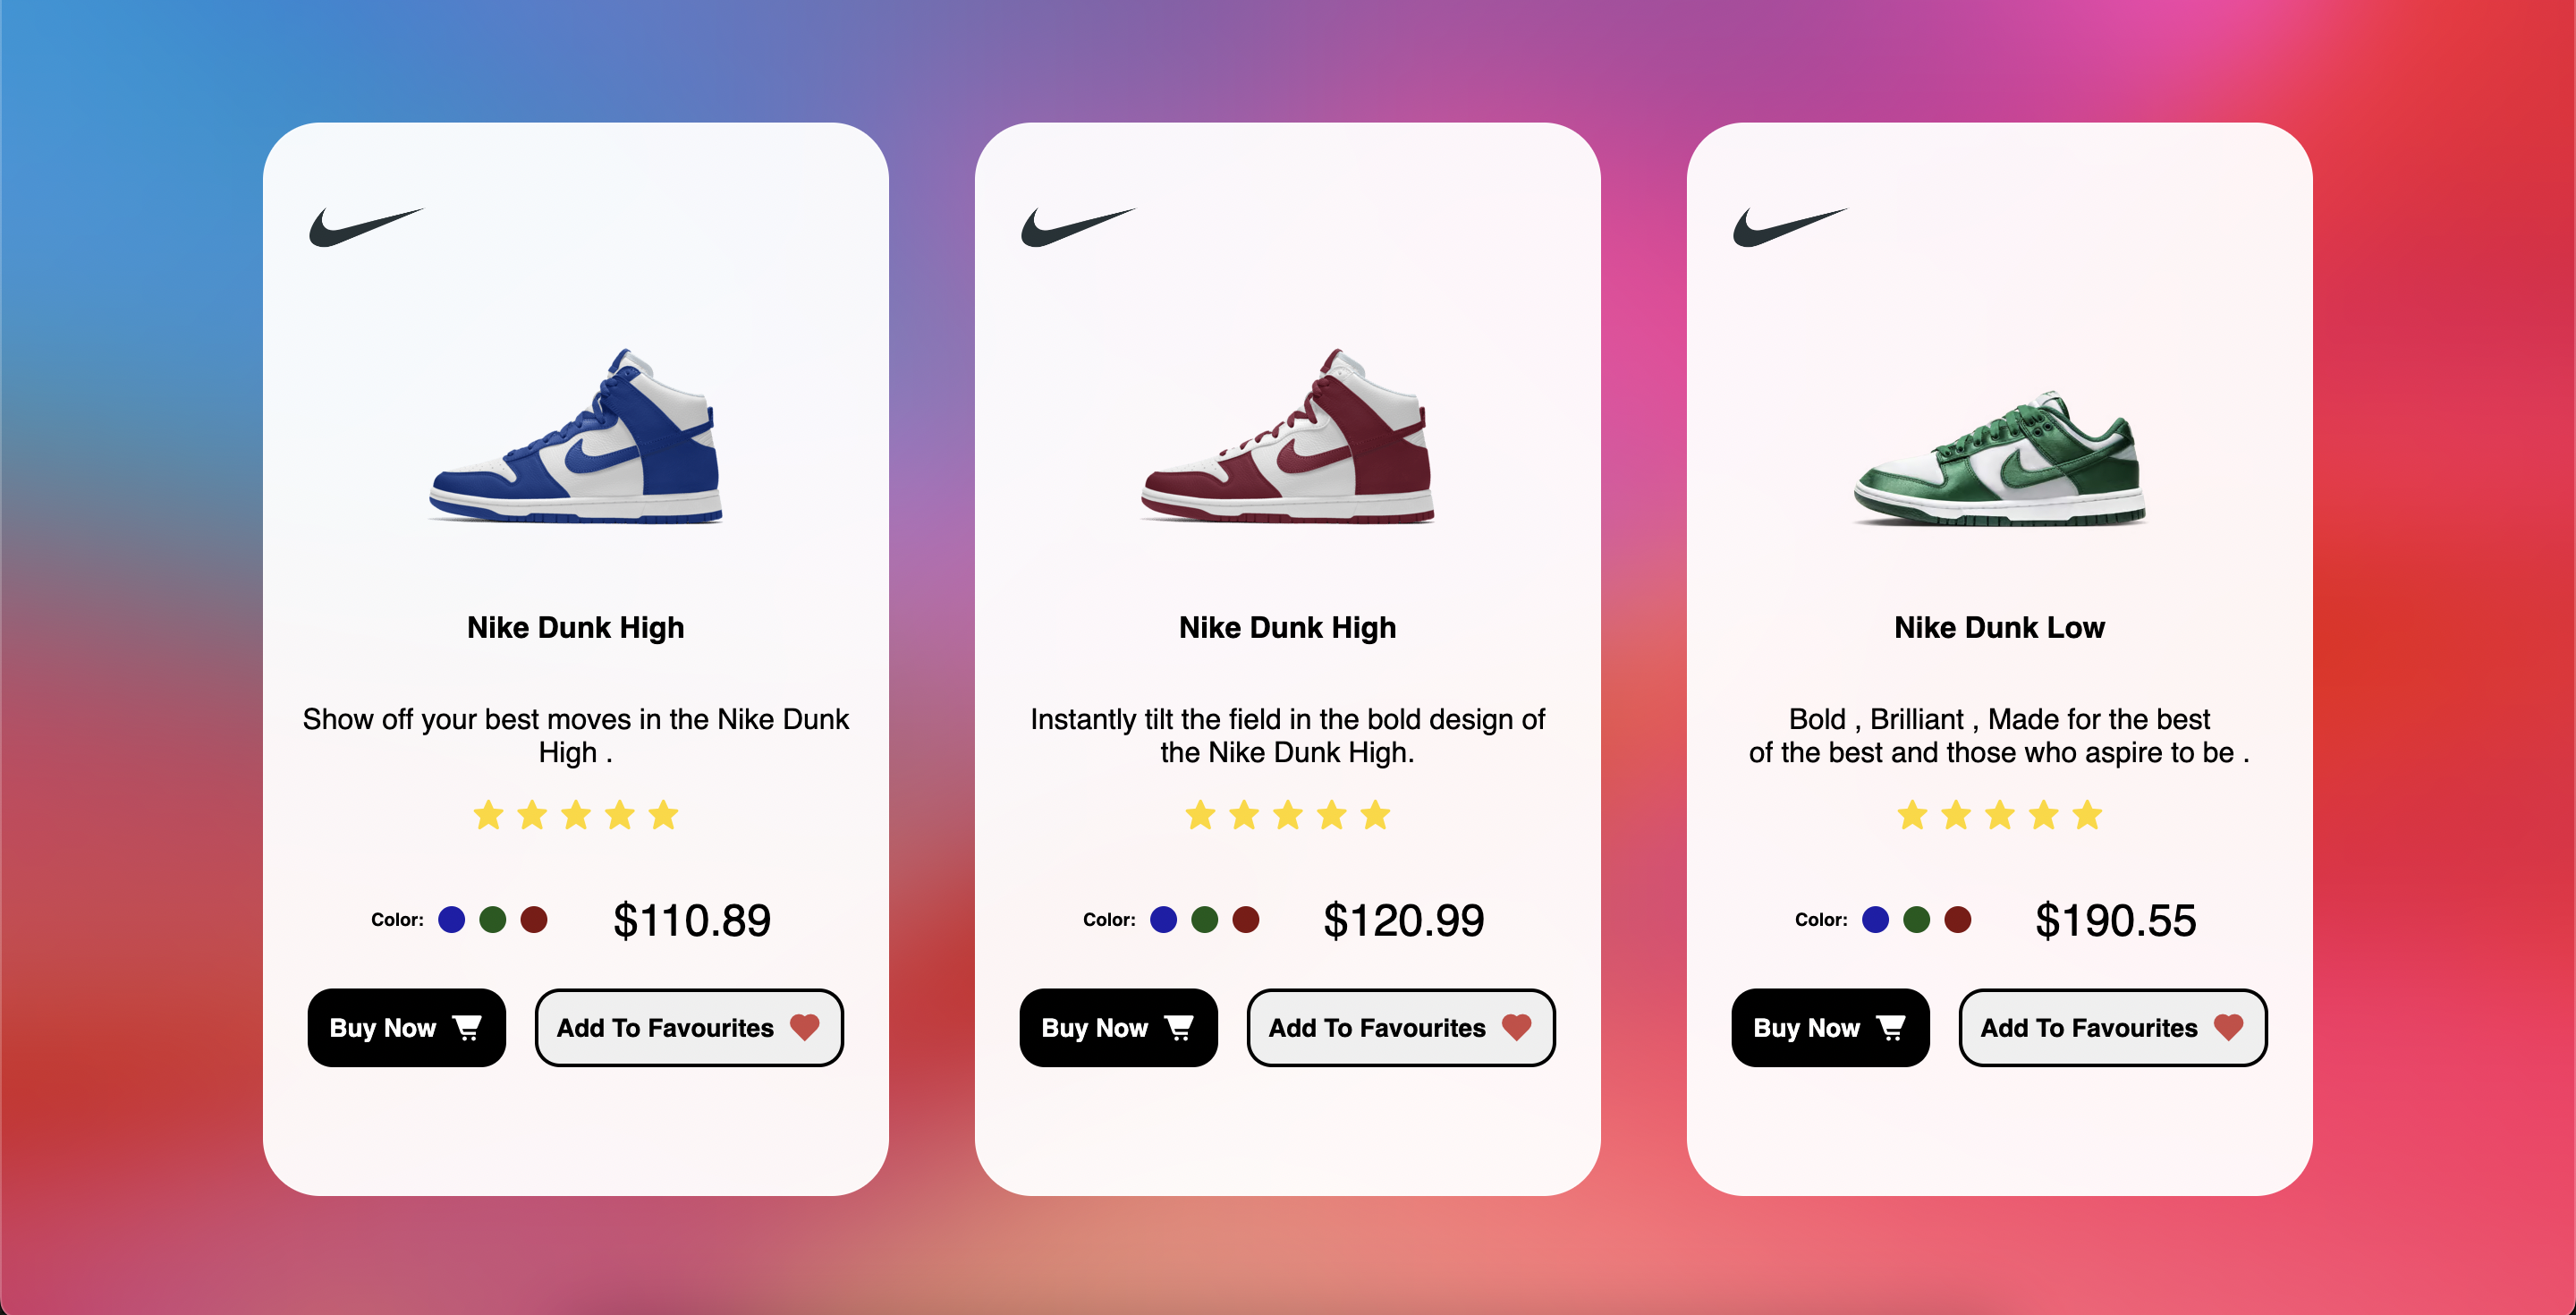 Nike Dunk High
Show off your best moves in the Nike Dunk
High .
Color:
$110.89
Buy Now
Add To Favourites
Nike Dunk High
Instantly tilt the field in the bold design of
the Nike Dunk High.
Color:
$120.99
Buy Now
Add To Favourites
Nike Dunk Low
Bold , Brilliant , Made for the best
of the best and those who aspire to be .
Color:
$190.55
Buy Now
Add To Favourites